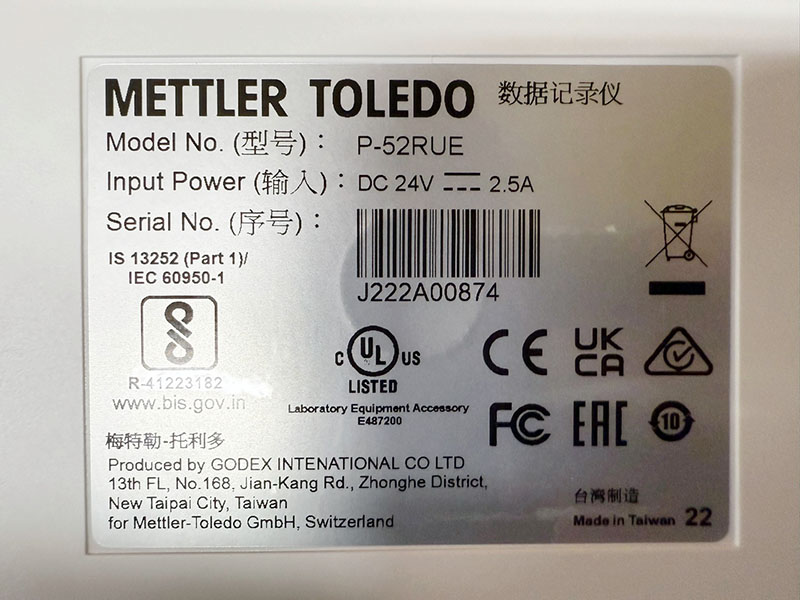 METTLER TOLEDO 数据记录仪
Model No. (型号)： P-52RUE
Input Power (输入)：DC 24V 2.5A
Serial No. (序号)：
J222A00874
IS 13252 (Part 1)/
IEC 60950-1
R-41223182
www.bis.gov.in
C UL US
LISTED
Laboratory Equipment Accessory
E487200
CE UK CA
FC EAC 10
梅特勒-托利多
Produced by GODEX INTENATIONAL CO LTD
13th FL, No.168, Jian-Kang Rd., Zhonghe District,
New Taipai City, Taiwan
for Mettler-Toledo GmbH, Switzerland
台灣制造
Made in Taiwan 22